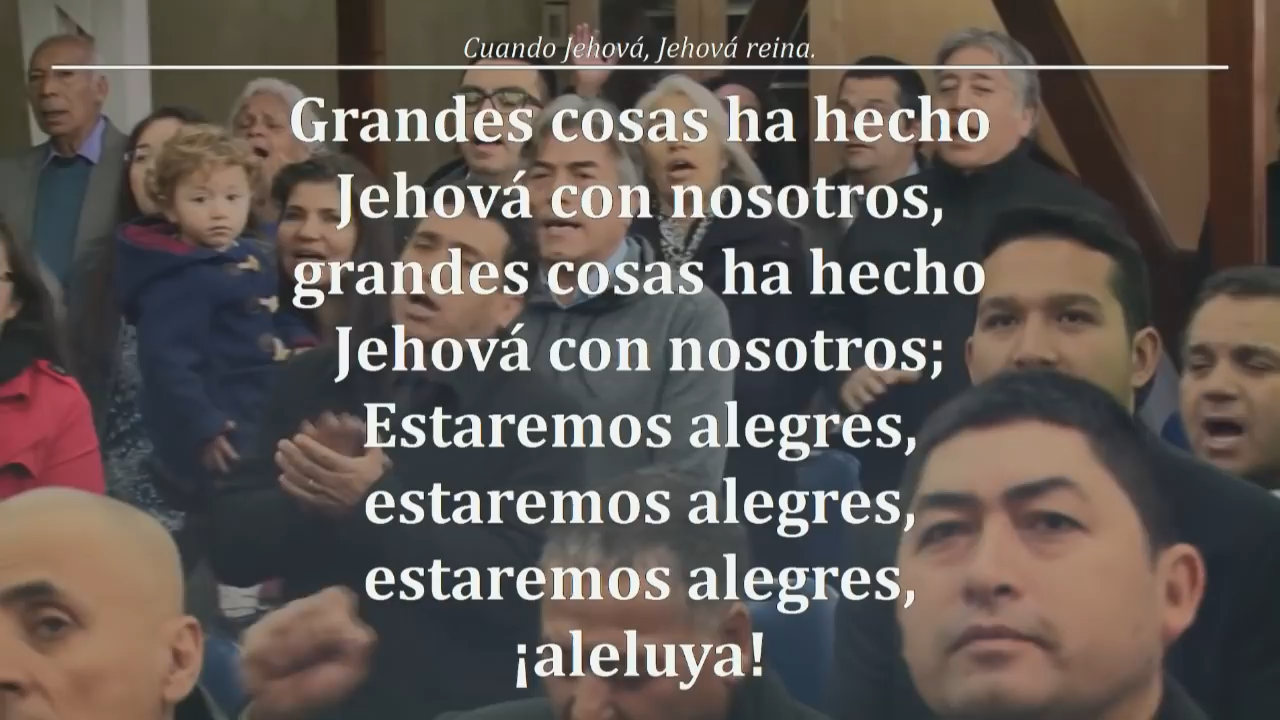 Cuando Jehová, Jehová reina.
Grandes cosas ha hecho
Jehová con nosotros,
grandes cosas ha hecho
Jehová con nosotros;
Estaremos alegres,
estaremos alegres,
estaremos alegres,
¡aleluya!